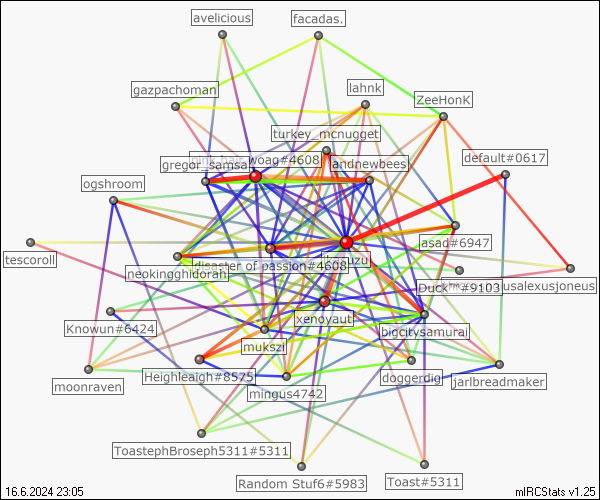 avelicious
facadas.
gazpachoman
lahnk
ZeeHonK
turkey_mcnugget
default#0617
woag#4608
gregor_samsa
andnewbees
ogshroom
asad#6947
tescoroll
neokingghidorah
disaster of passion#4608
Duck™#9103
usalexusjoneus
Knowun#6424
xenoyaut
bigcitysamurai
mukszi
moonraven
Heighleaigh#8575
mingus4742
doggerdig
jarlbreadmaker
ToastephBroseph5311#5311
Random Stuf6#5983
Toast#5311
16.6.2024 23:05
mIRCStats v1.25